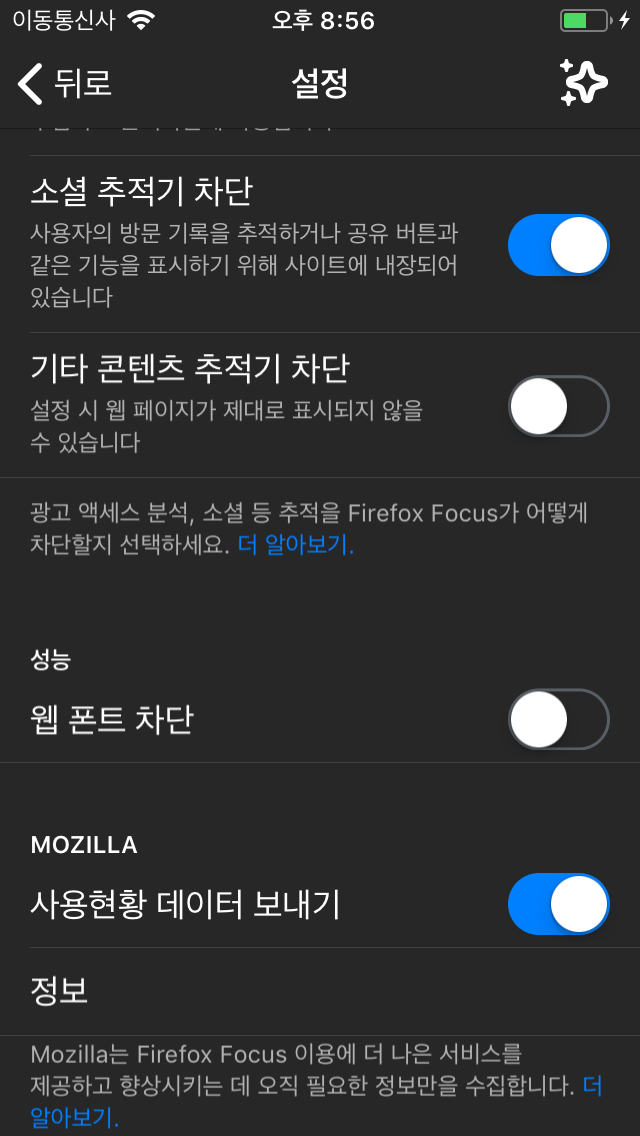 이동통신사
오후 8:56
뒤로
설정
소셜 추적기 차단
사용자의 방문 기록을 추적하거나 공유 버튼과
같은 기능을 표시하기 위해 사이트에 내장되어
있습니다
기타 콘텐츠 추적기 차단
설정 시 웹 페이지가 제대로 표시되지 않을
수 있습니다
광고 액세스 분석, 소셜 등 추적을 Firefox Focus가 어떻게
차단할지 선택하세요. 더 알아보기.
성능
웹 폰트 차단
MOZILLA
사용현황 데이터 보내기
정보
Mozilla는 Firefox Focus 이용에 더 나은 서비스를
제공하고 향상시키는 데 오직 필요한 정보만을 수집합니다. 더
알아보기.